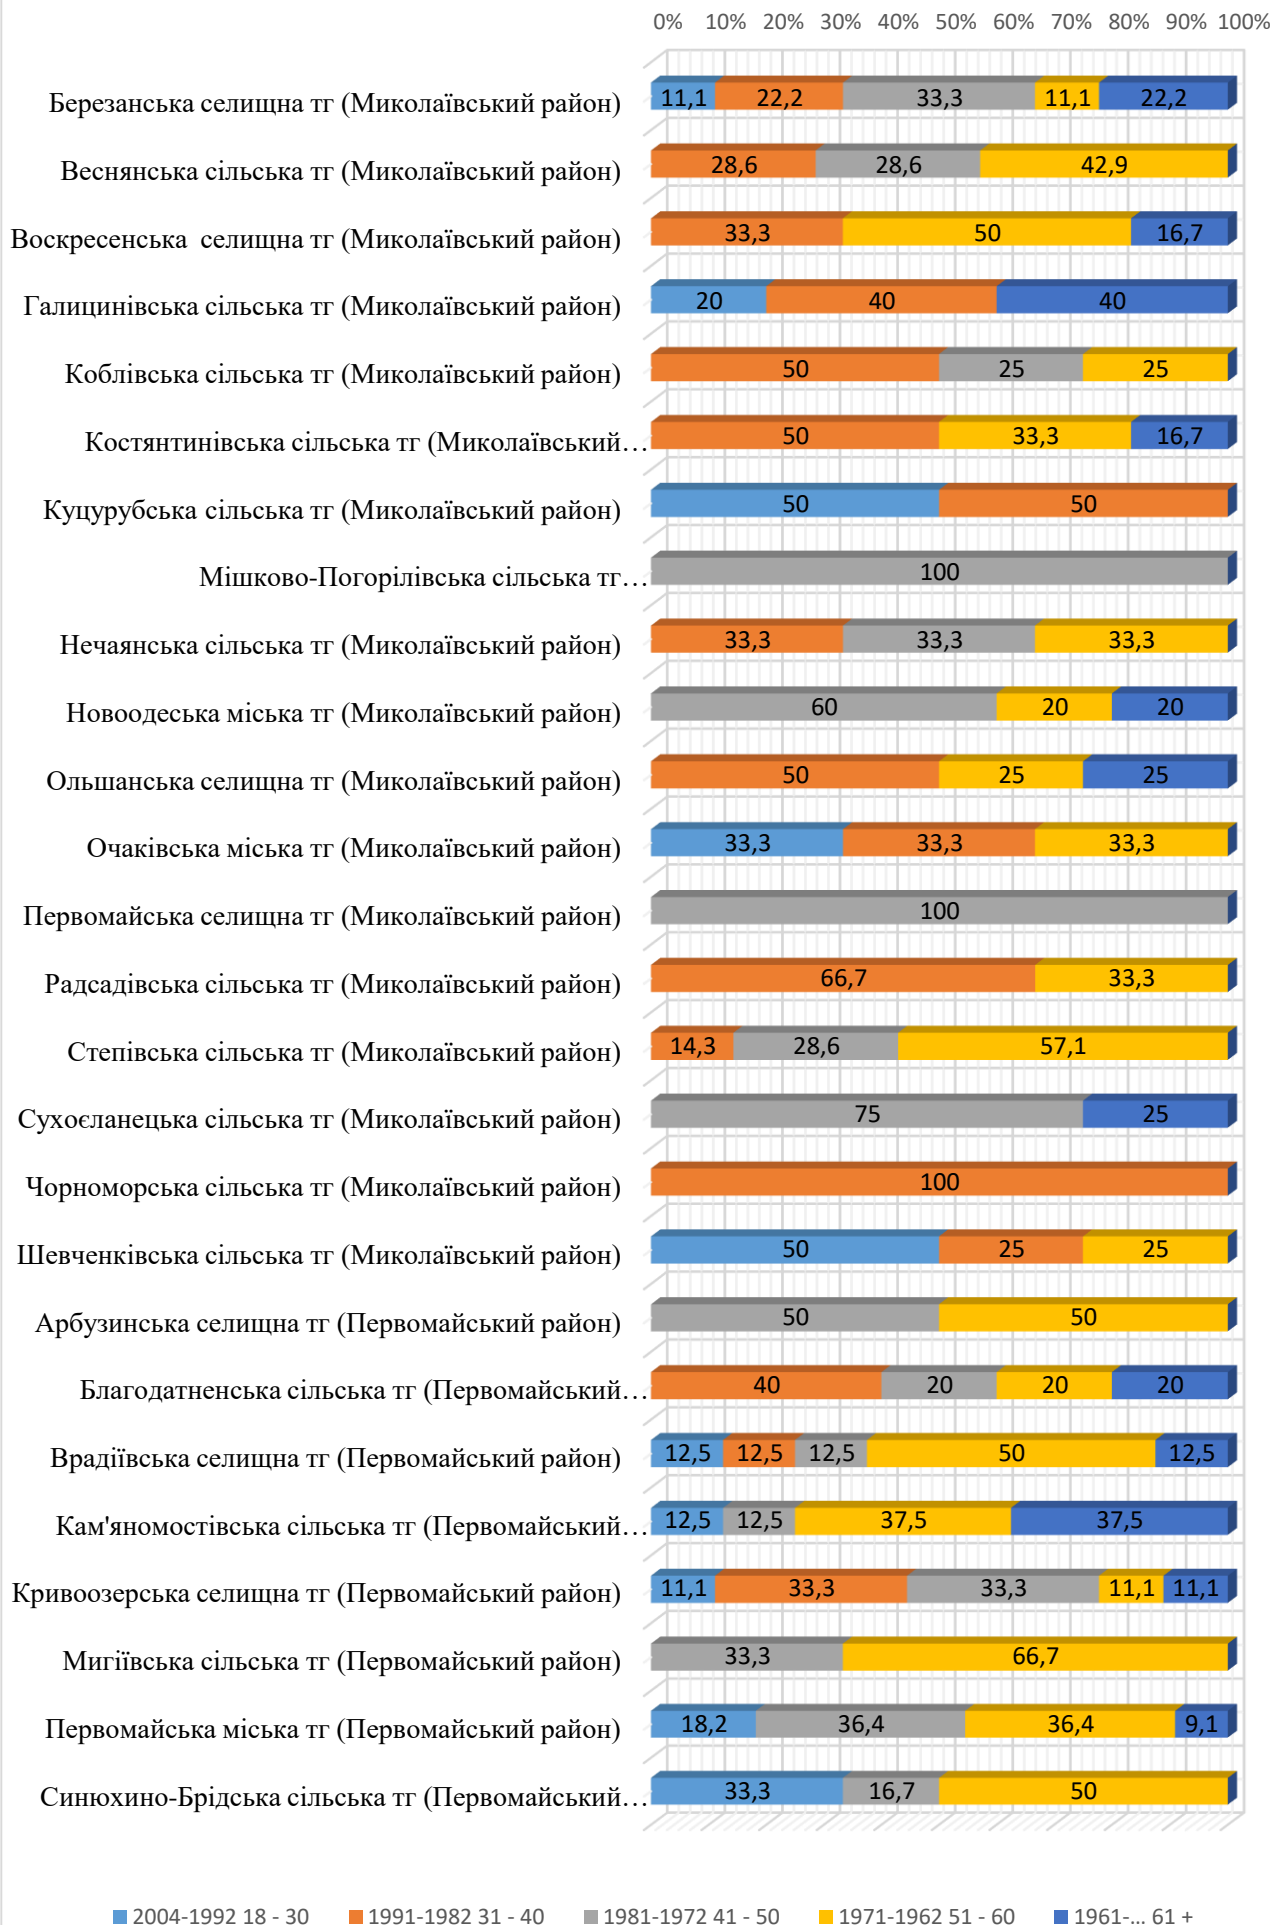 0% 10% 20% 30% 40% 50% 60% 70% 80% 90% 100%
Березанська селищна тг (Миколаївський район) 11,1 22,2 33,3 11,1 22,2
Веснянська сільська тг (Миколаївський район) 28,6 28,6 42,9
Воскресенська селищна тг (Миколаївський район) 33,3 50 16,7
Галицинівська сільська тг (Миколаївський район) 20 40 40
Коблівська сільська тг (Миколаївський район) 50 25 25
Костянтинівська сільська тг (Миколаївський… 50 33,3 16,7
Куцурубська сільська тг (Миколаївський район) 50 50
Мішково-Погорілівська сільська тг… 100
Нечаянська сільська тг (Миколаївський район) 33,3 33,3 33,3
Новоодеська міська тг (Миколаївський район) 60 20 20
Ольшанська селищна тг (Миколаївський район) 50 25 25
Очаківська міська тг (Миколаївський район) 33,3 33,3 33,3
Первомайська селищна тг (Миколаївський район) 100
Радсадівська сільська тг (Миколаївський район) 66,7 33,3
Степівська сільська тг (Миколаївський район) 14,3 28,6 57,1
Сухоєланецька сільська тг (Миколаївський район) 75 25
Чорноморська сільська тг (Миколаївський район) 100
Шевченківська сільська тг (Миколаївський район) 50 25 25
Арбузинська селищна тг (Первомайський район) 50 50
Благодатненська сільська тг (Первомайський… 40 20 20 20
Врадіївська селищна тг (Первомайський район) 12,5 12,5 12,5 50 12,5
Кам'яномостівська сільська тг (Первомайський… 12,5 12,5 37,5 37,5
Кривоозерська селищна тг (Первомайський район) 11,1 33,3 33,3 11,1 11,1
Мигіївська сільська тг (Первомайський район) 33,3 66,7
Первомайська міська тг (Первомайський район) 18,2 36,4 36,4 9,1
Синюхино-Брідська сільська тг (Первомайський… 33,3 16,7 50
2004-1992 18 - 30 1991-1982 31 - 40 1981-1972 41 - 50 1971-1962 51 - 60 1961-... 61 +